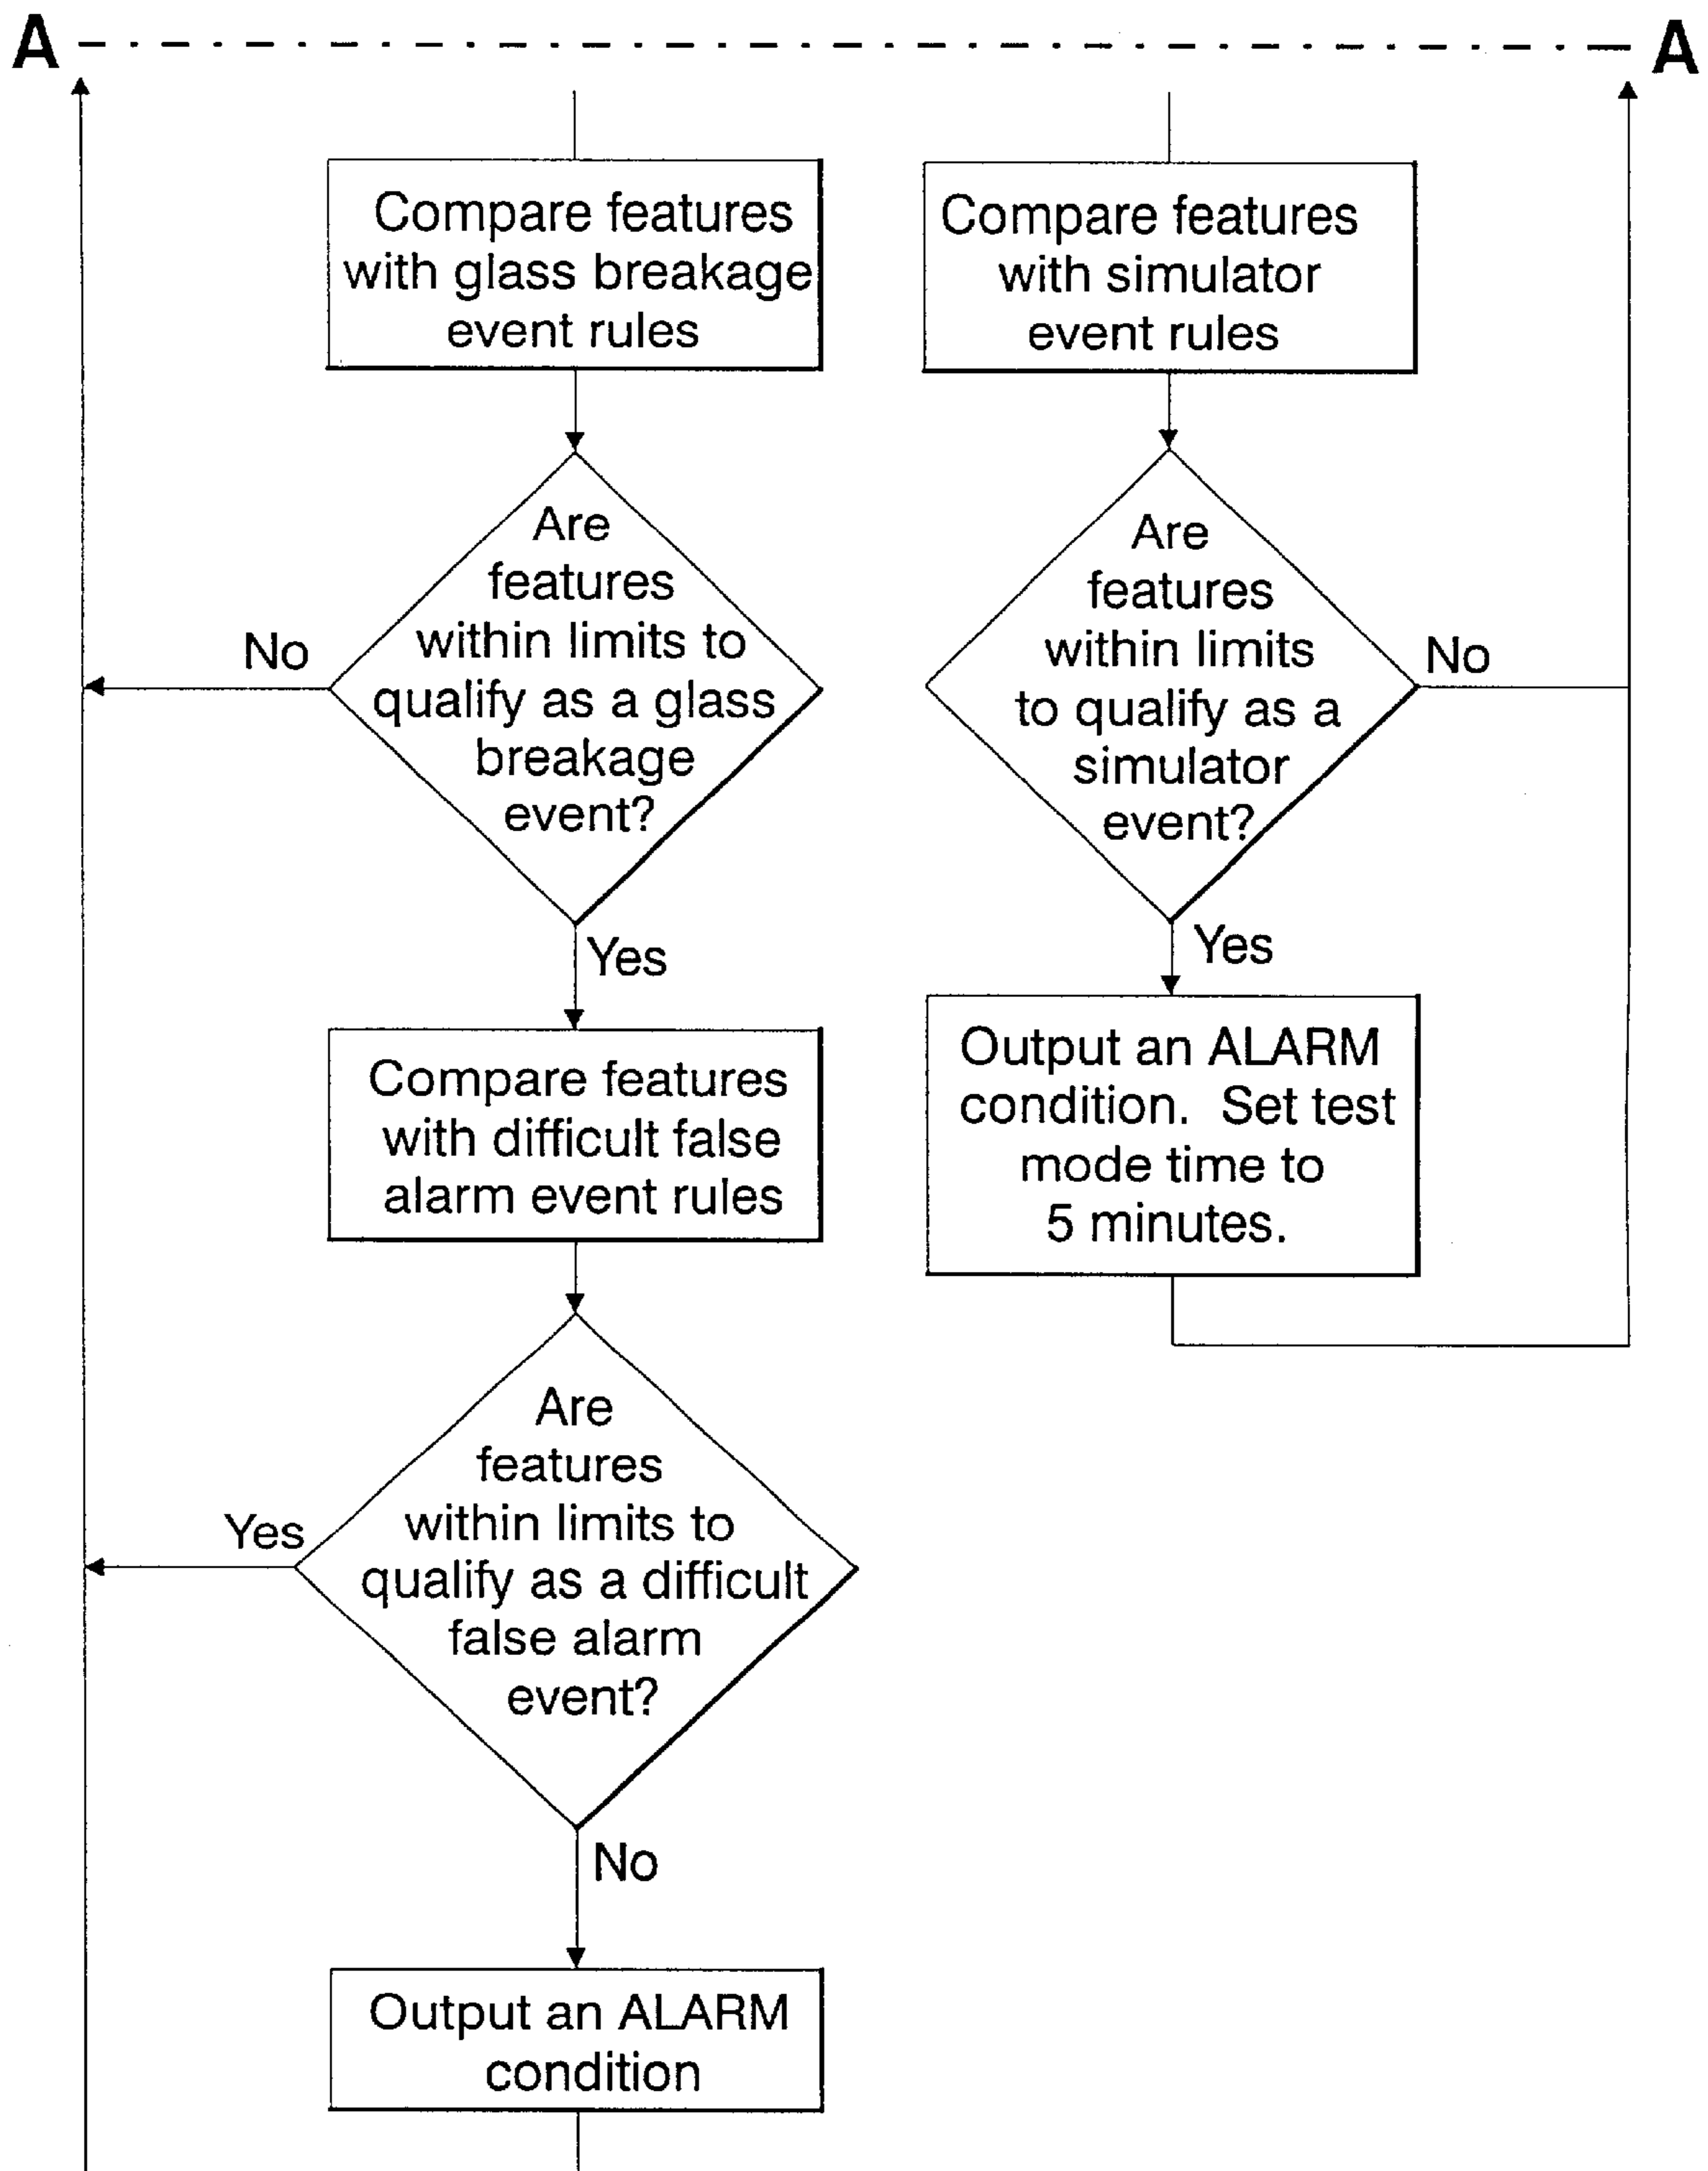 A A
Compare features
with glass breakage
event rules
Compare features
with simulator
event rules
Are
features
within limits to
qualify as a glass
breakage
event?
No
Yes
Are
features
within limits
to qualify as a
simulator
event?
No
Yes
Compare features
with difficult false
alarm event rules
Output an ALARM
condition. Set test
mode time to
5 minutes.
Are
features
within limits to
qualify as a difficult
false alarm
event?
Yes
No
Output an ALARM
condition